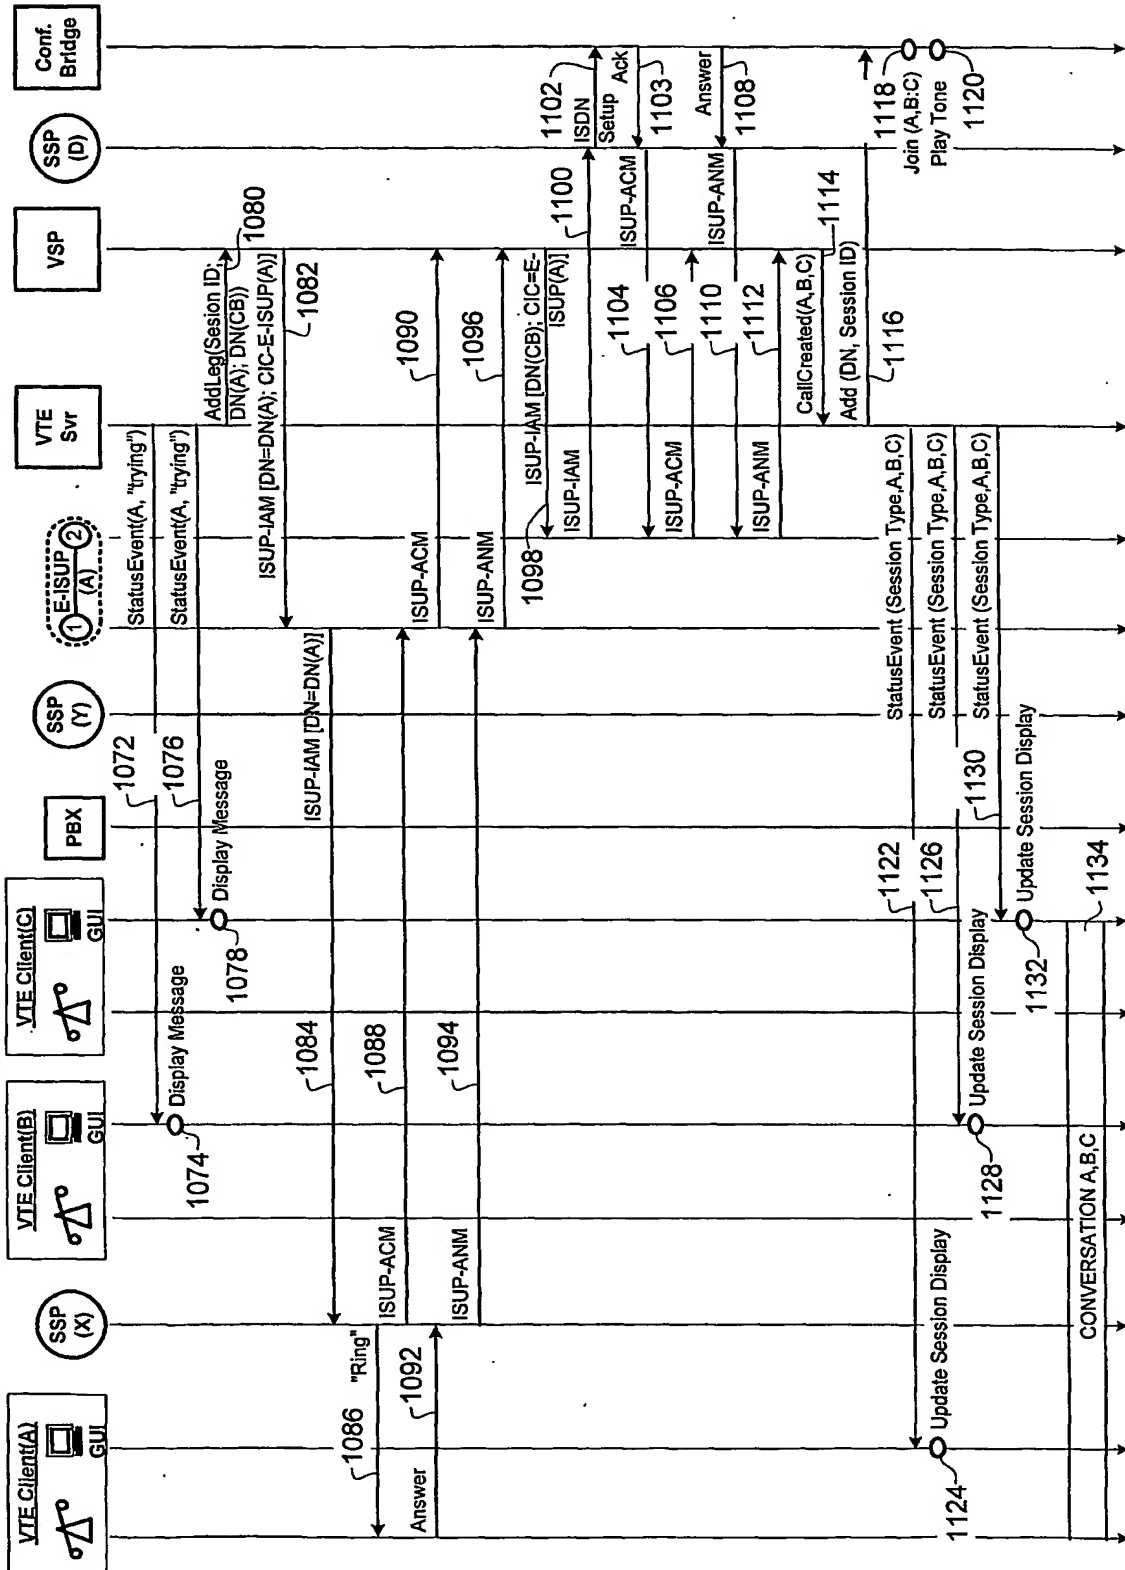 VTE Client(A)
GUI
SSP
(X)
VTE Client(B)
GUI
VTE Client(C)
GUI
PBX
SSP
(Y)
1
E-ISUP
(A)
2
VTE
Svr
VSP
SSP
(D)
Conf.
Bridge
1072
StatusEvent(A, "trying")
1074
Display Message
1076
StatusEvent(A, "trying")
1078
Display Message
AddLeg(Sesion ID;
DN(A); DN(CB))
1080
ISUP-IAM [DN=DN(A); CIC-E-ISUP(A)]
1082
1084
ISUP-IAM [DN=DN(A)]
1086
"Ring"
ISUP-ACM
1088
ISUP-ACM
1090
Answer
1092
ISUP-ANM
1094
ISUP-ANM
1096
1098
ISUP-IAM [DN(CB); CIC=E-
ISUP(A)]
ISUP-IAM
1100
ISDN
Setup
1102
Ack
1103
1104
ISUP-ACM
ISUP-ACM
1106
Answer
1108
1110
ISUP-ANM
ISUP-ANM
1112
CallCreated(A,B,C)
1114
Add (DN, Session ID)
1116
1118
Join (A,B:C)
Play Tone
1120
1122
StatusEvent (Session Type,A,B,C)
1124
Update Session Display
1126
StatusEvent (Session Type,A,B,C)
1128
Update Session Display
1130
StatusEvent (Session Type,A,B,C)
1132
Update Session Display
CONVERSATION A,B,C
1134